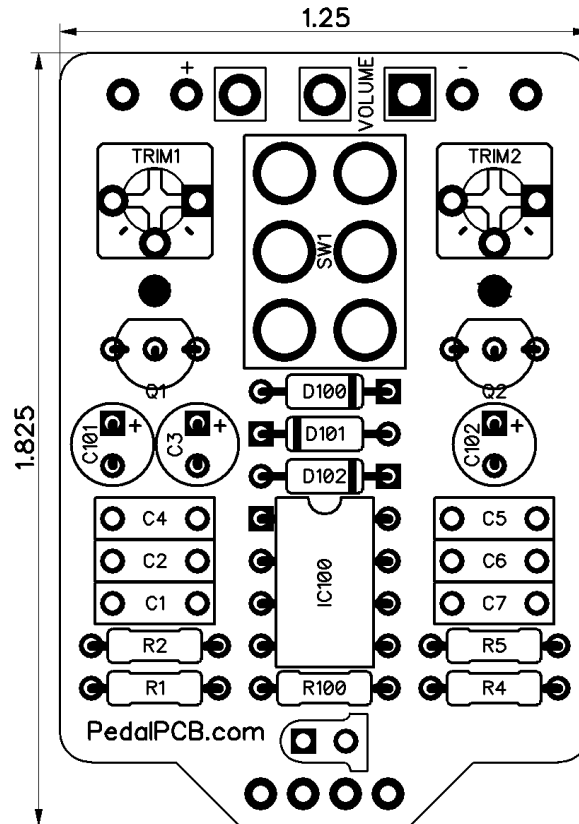 1.25
+
VOLUME
-
TRIM1
TRIM2
SW1
1.825
Q1
Q2
D100
D101
D102
C101
+
C3
+
C102
+
C4
C5
C2
C6
C1
C7
IC100
R2
R5
R1
R100
R4
PedalPCB.com